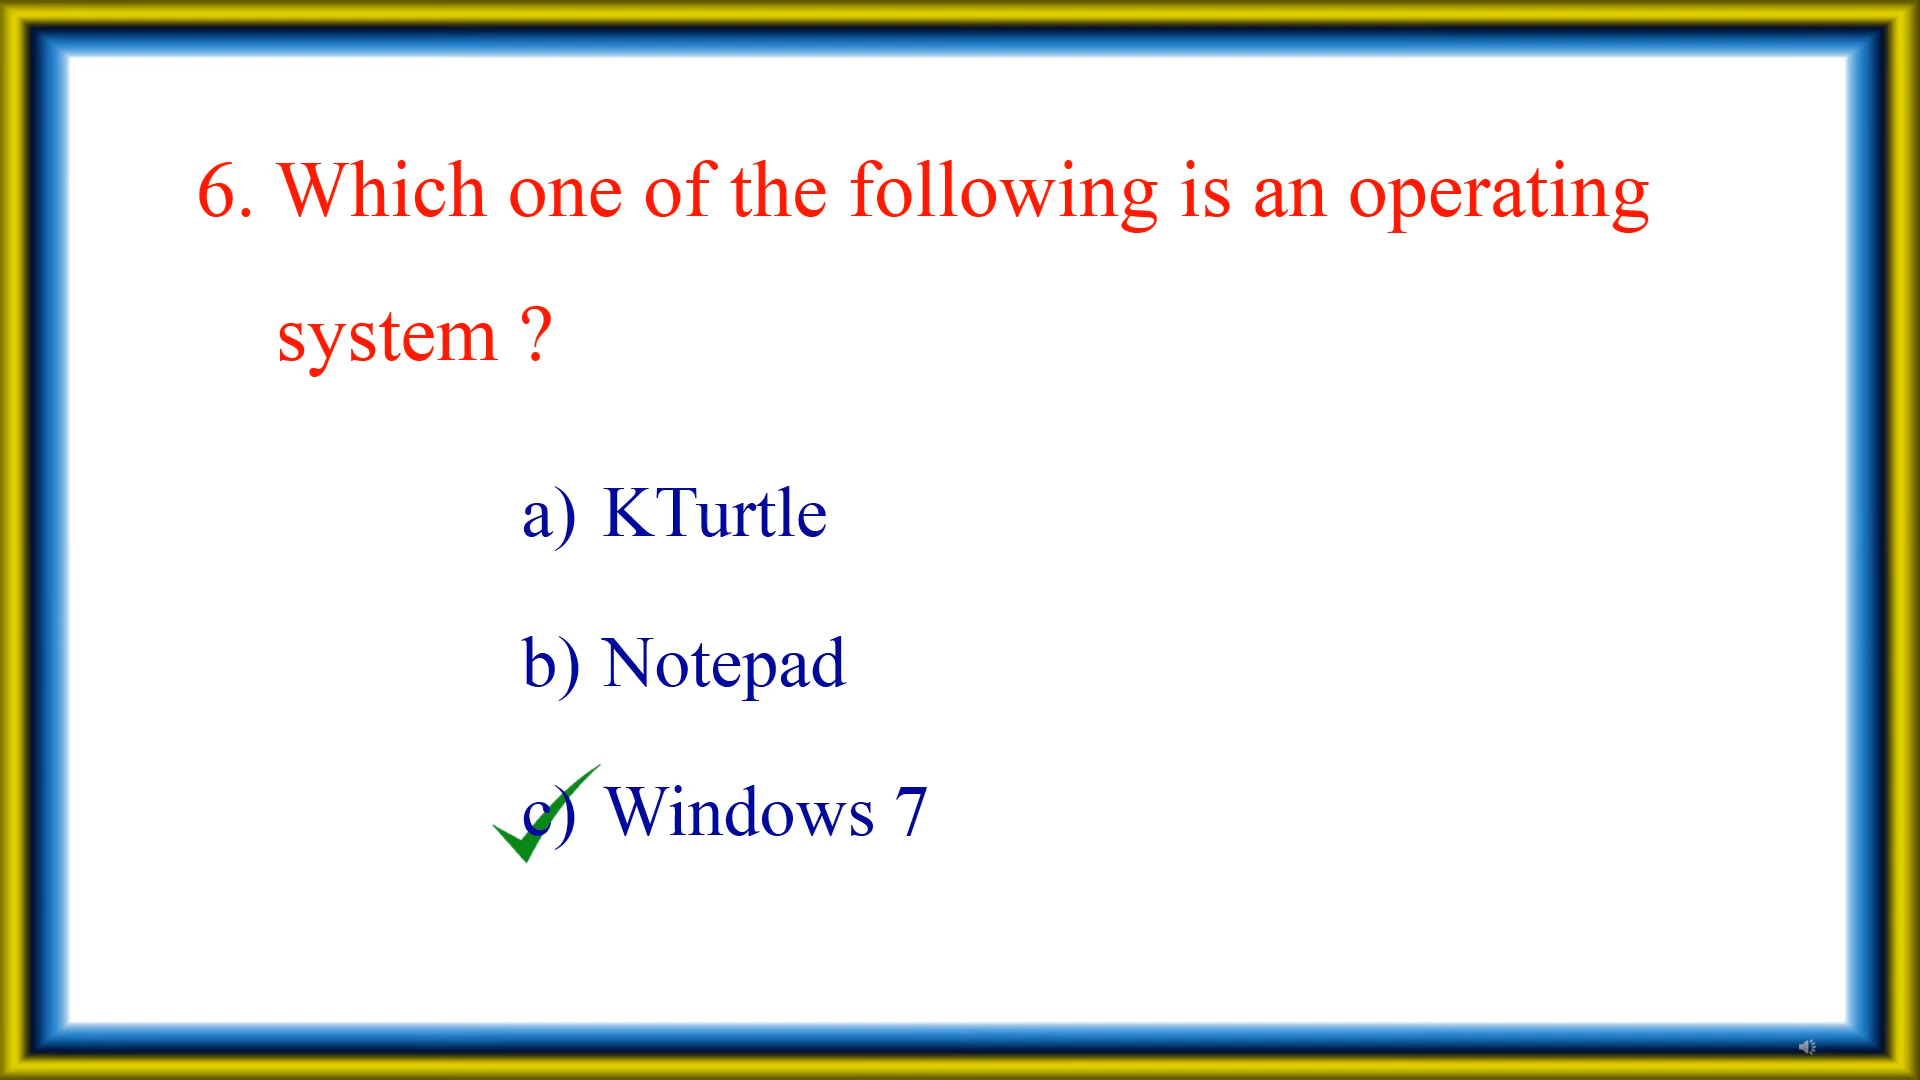 6. Which one of the following is an operating
system ?
a) KTurtle
b) Notepad
c) Windows 7